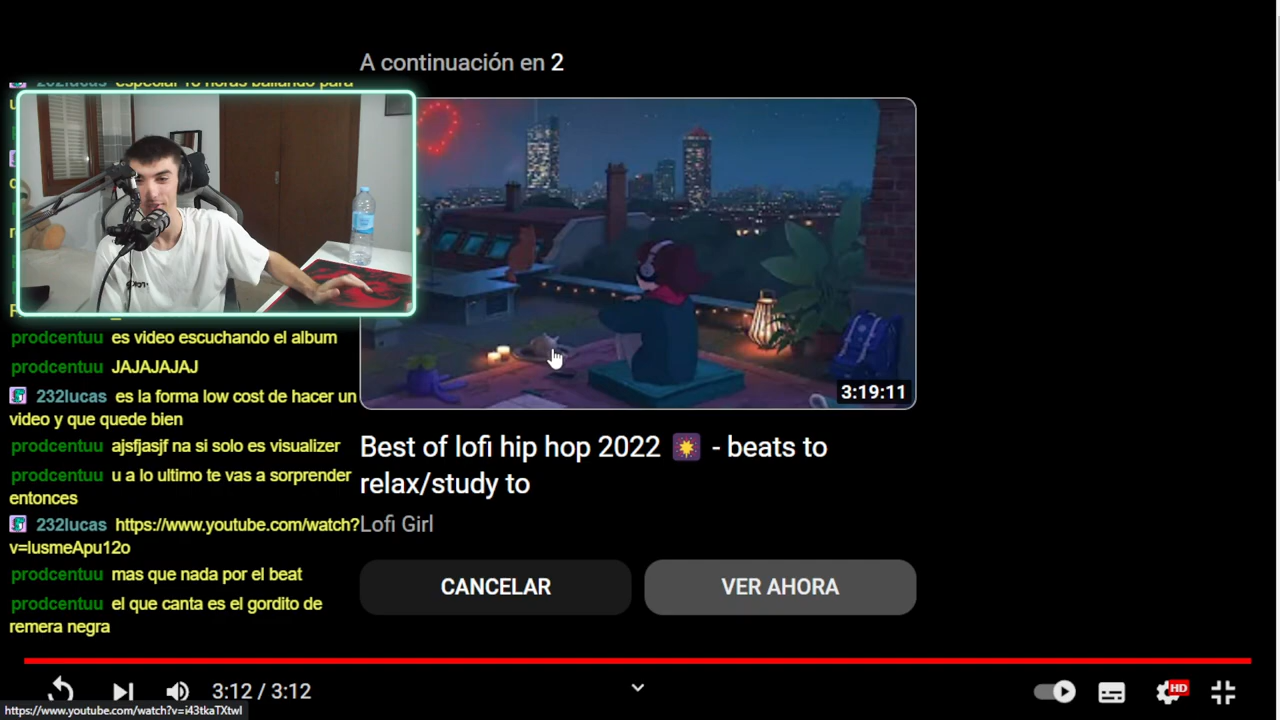 A continuación en 2
prodcentuu es video escuchando el album
prodcentuu JAJAJAJAJ
232lucas es la forma low cost de hacer un
video y que quede bien
prodcentuu ajsfjasjf na si solo es visualizer
prodcentuu u a lo ultimo te vas a sorprender
entonces
232lucas https://www.youtube.com/watch?
v=lusmeApu12o
prodcentuu mas que nada por el beat
prodcentuu el que canta es el gordito de
remera negra
3:19:11
Best of lofi hip hop 2022 💥 - beats to
relax/study to
Lofi Girl
CANCELAR
VER AHORA
3:12 / 3:12
HD
https://www.youtube.com/watch?v=i43tkaTXtwI